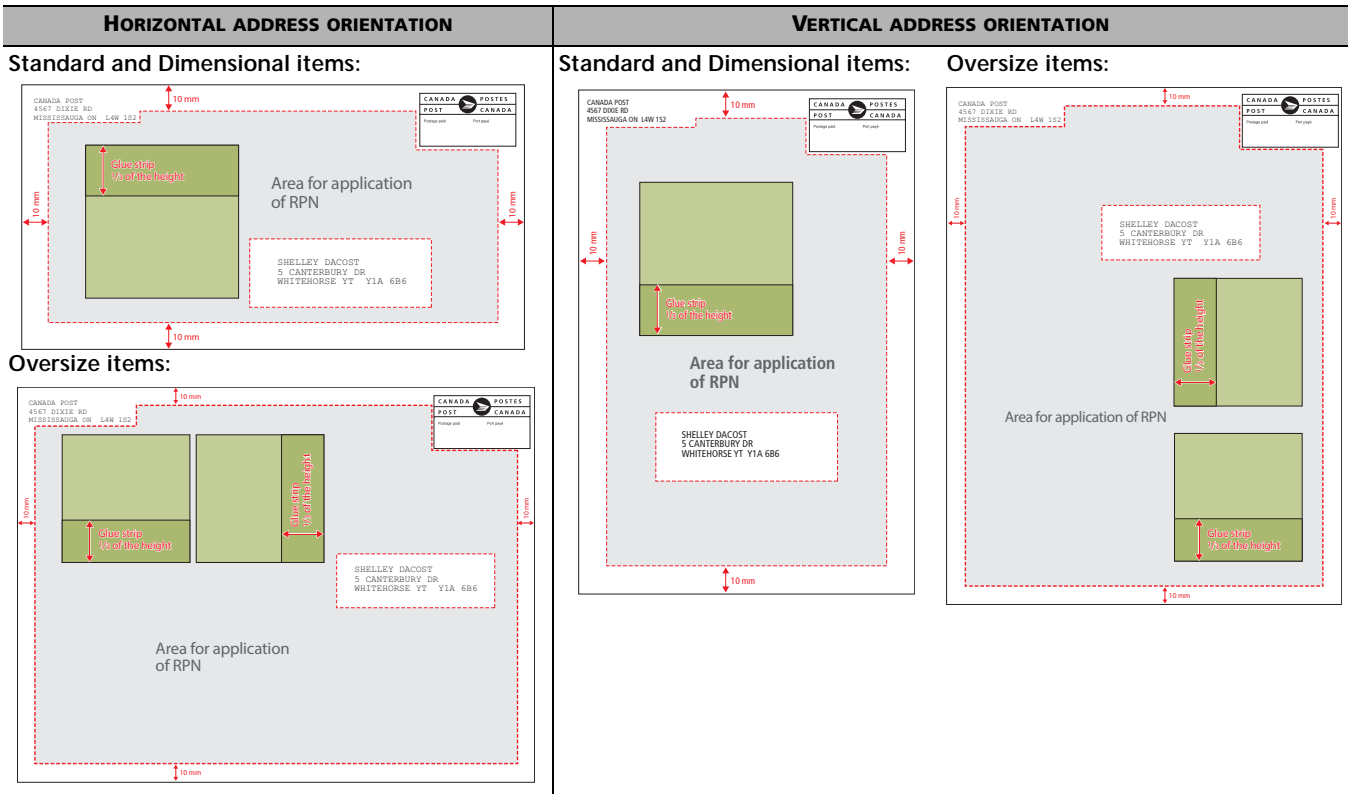 HORIZONTAL ADDRESS ORIENTATION
Standard and Dimensional items:
CANADA POST
4567 DIXIE RD
MISSISSAUGA ON L4W 1S2
10 mm
CANADA POSTES
POST CANADA
Postage paid Port payé
Glue strip
1/3 of the height
Area for application
of RPN
10 mm
10 mm
SHELLEY DACOST
5 CANTERBURY DR
WHITEHORSE YT Y1A 6B6
10 mm
Oversize items:
CANADA POST
4567 DIXIE RD
MISSISSAUGA ON L4W 1S2
10 mm
CANADA POSTES
POST CANADA
Postage paid Port payé
Glue strip
1/3 of the height
Glue strip
1/3 of the height
10 mm
10 mm
SHELLEY DACOST
5 CANTERBURY DR
WHITEHORSE YT Y1A 6B6
Area for application
of RPN
10 mm
VERTICAL ADDRESS ORIENTATION
Standard and Dimensional items:
CANADA POST
4567 DIXIE RD
MISSISSAUGA ON L4W 1S2
10 mm
CANADA POSTES
POST CANADA
Postage paid Port payé
10 mm
10 mm
Glue strip
1/3 of the height
Area for application
of RPN
SHELLEY DACOST
5 CANTERBURY DR
WHITEHORSE YT Y1A 6B6
10 mm
Oversize items:
CANADA POST
4567 DIXIE RD
MISSISSAUGA ON L4W 1S2
10 mm
CANADA POSTES
POST CANADA
Postage paid Port payé
10 mm
10 mm
SHELLEY DACOST
5 CANTERBURY DR
WHITEHORSE YT Y1A 6B6
Glue strip
1/3 of the height
Area for application of RPN
Glue strip
1/3 of the height
10 mm